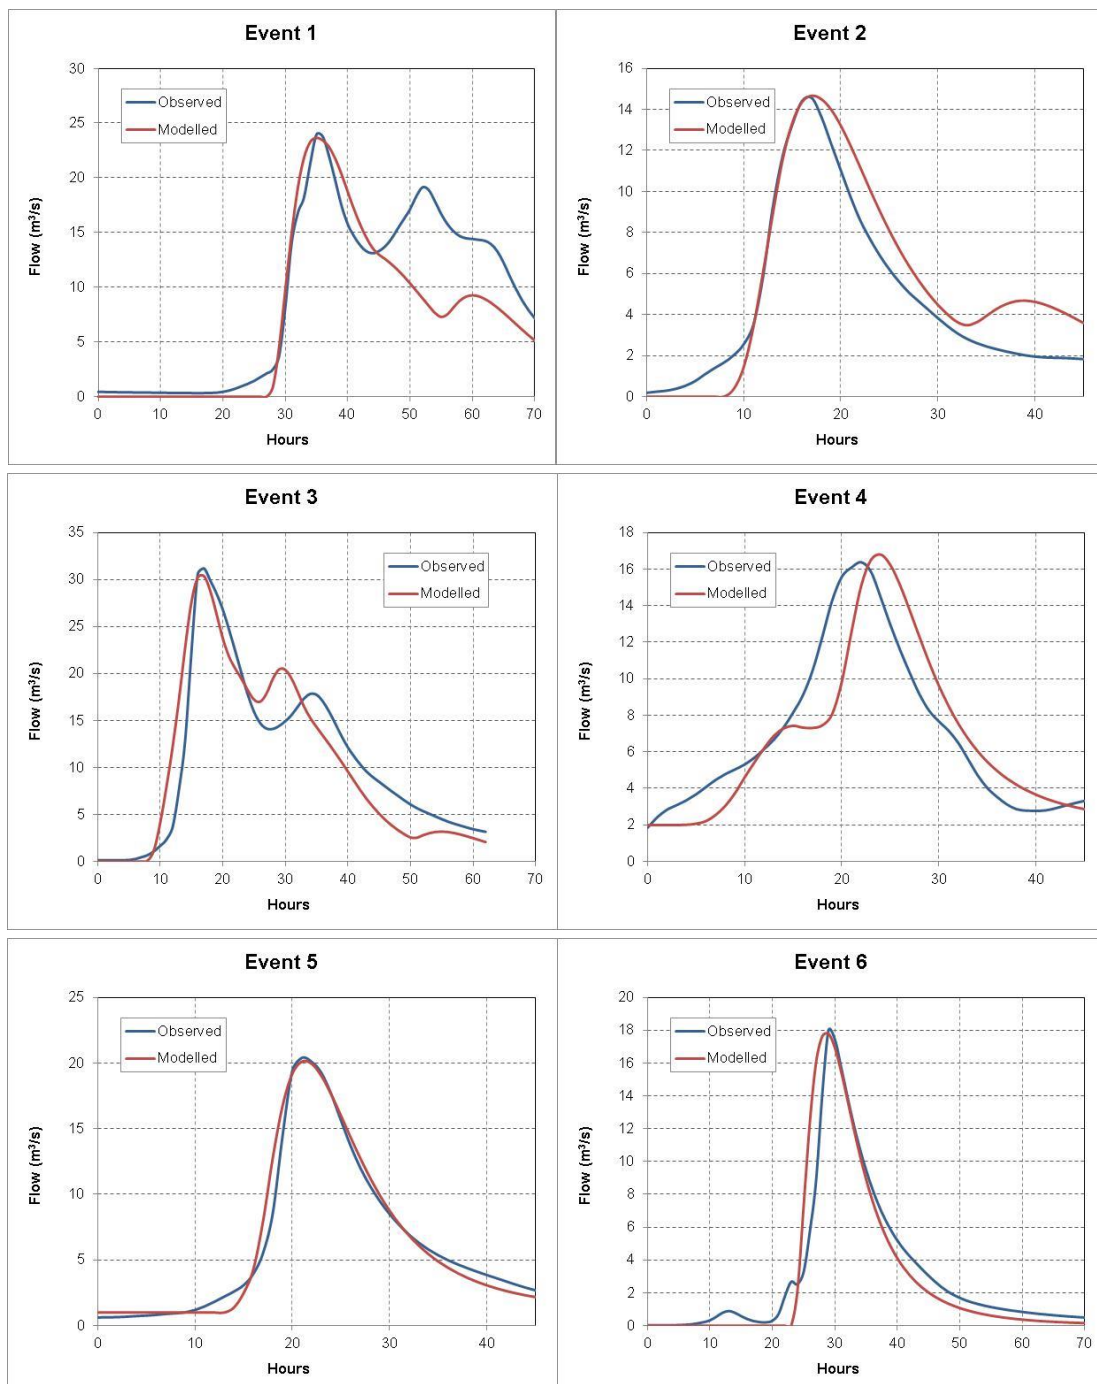 Event 1
30
25
20
15
10
5
0
Flow (m³/s)
Observed
Modelled
0 10 20 30 40 50 60 70
Hours
Event 2
16
14
12
10
8
6
4
2
0
Flow (m³/s)
Observed
Modelled
0 10 20 30 40
Hours
Event 3
35
30
25
20
15
10
5
0
Flow (m³/s)
Observed
Modelled
0 10 20 30 40 50 60 70
Hours
Event 4
18
16
14
12
10
8
6
4
2
0
Flow (m³/s)
Observed
Modelled
0 10 20 30 40
Hours
Event 5
25
20
15
10
5
0
Flow (m³/s)
Observed
Modelled
0 10 20 30 40
Hours
Event 6
20
18
16
14
12
10
8
6
4
2
0
Flow (m³/s)
Observed
Modelled
0 10 20 30 40 50 60 70
Hours